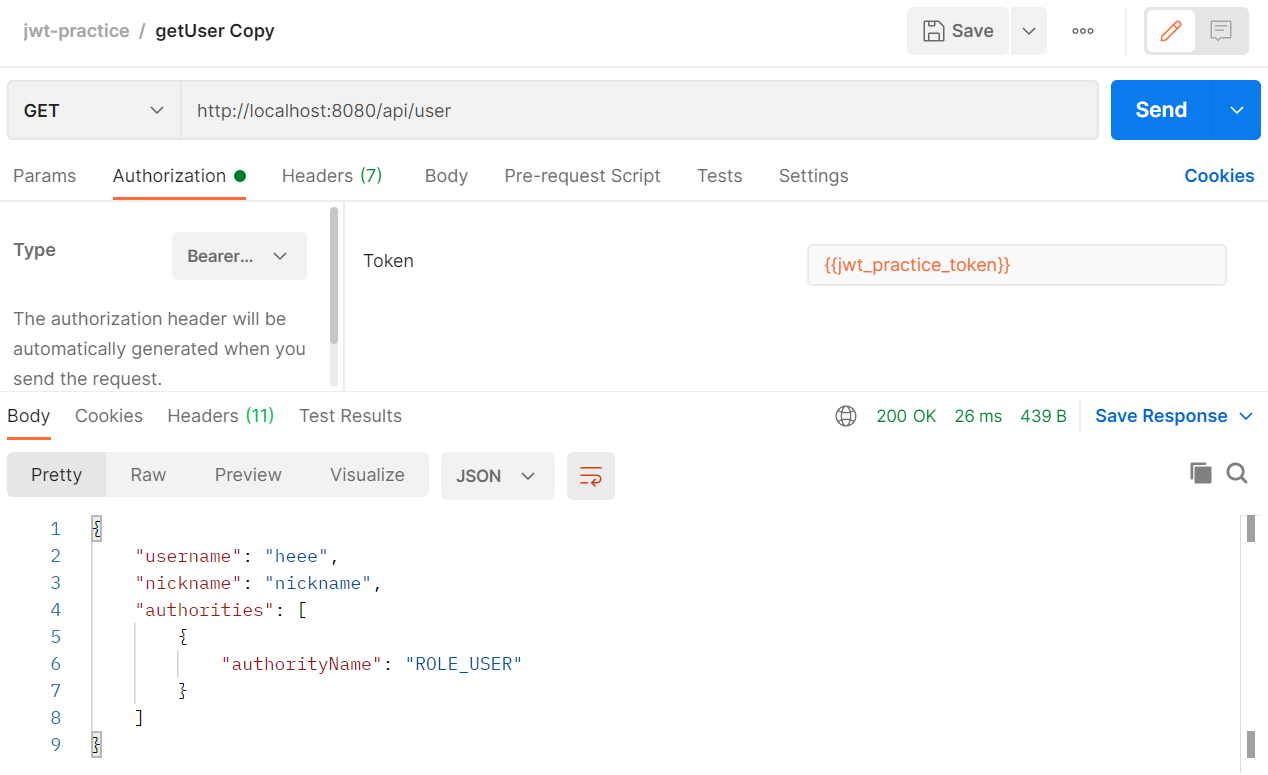 jwt-practice / getUser Copy
Save
GET http://localhost:8080/api/user Send
Params Authorization Headers (7) Body Pre-request Script Tests Settings Cookies
Type Bearer... Token {{jwt_practice_token}}
The authorization header will be
automatically generated when you
send the request.
Body Cookies Headers (11) Test Results 200 OK 26 ms 439 B Save Response
Pretty Raw Preview Visualize JSON
1 {
2 "username": "heee",
3 "nickname": "nickname",
4 "authorities": [
5 {
6 "authorityName": "ROLE_USER"
7 }
8 ]
9 }